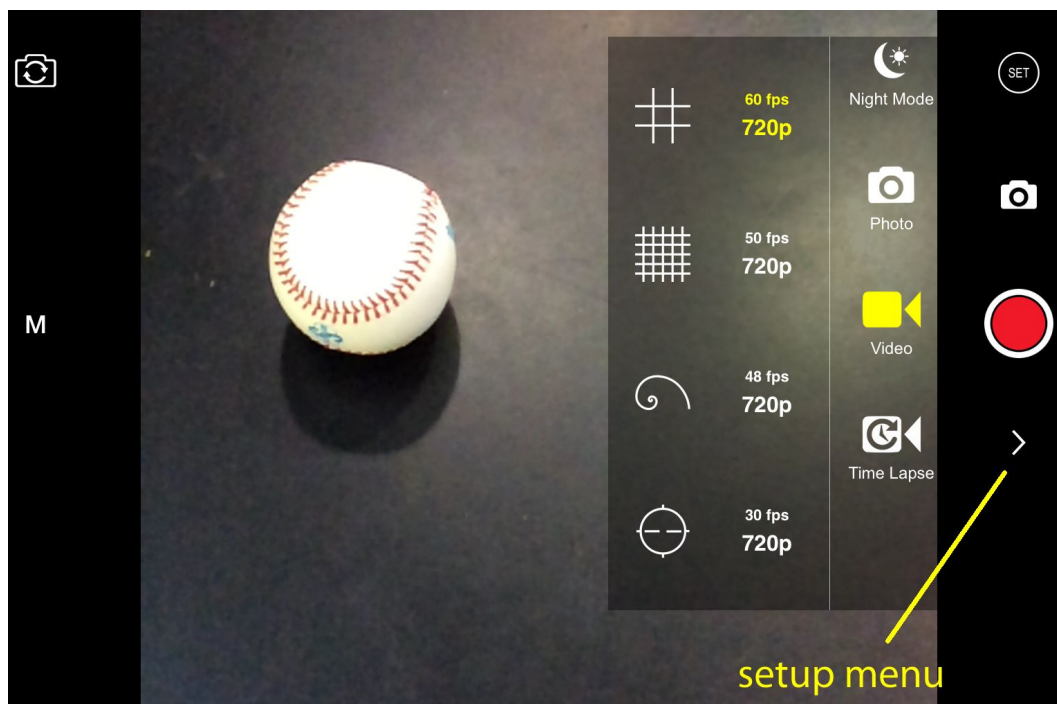 SET
M
60 fps
720p
50 fps
720p
48 fps
720p
30 fps
720p
Night Mode
Photo
Video
Time Lapse
setup menu